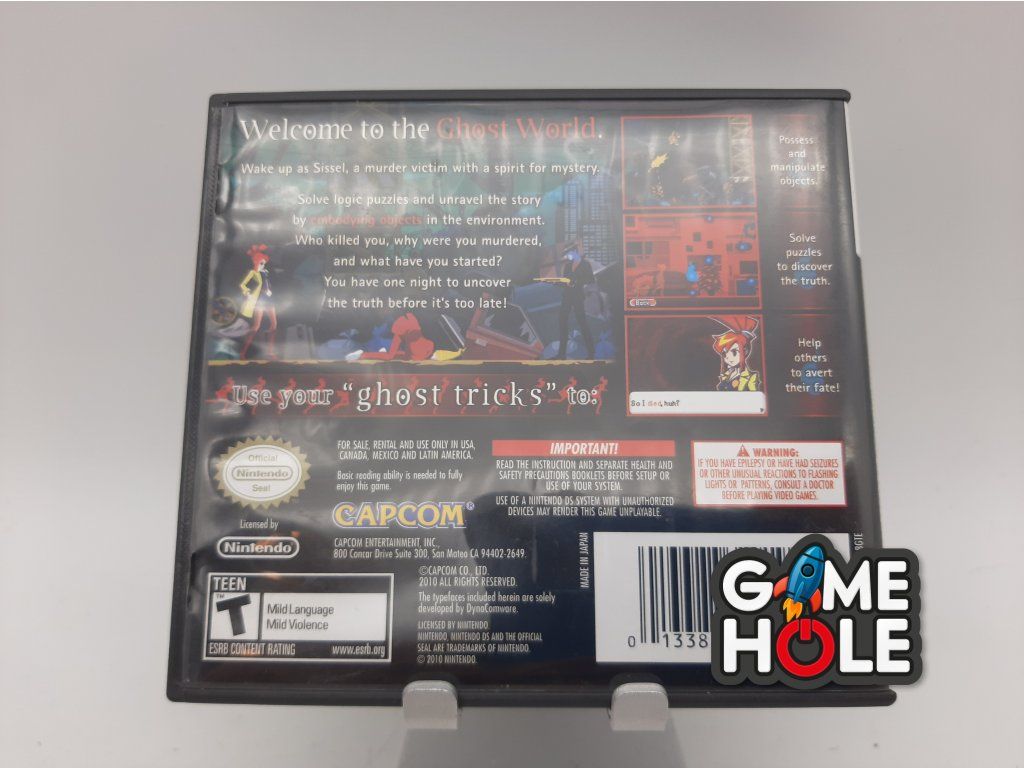 Welcome to the Ghost World.
Wake up as Sissel, a murder victim with a spirit for mystery.
Solve logic puzzles and unravel the story
by embodying objects in the environment.
Who killed you, why were you murdered,
and what have you started?
You have one night to uncover
the truth before it's too late!
Possess
and
manipulate
objects.
Solve
puzzles
to discover
the truth.
Help
others
to avert
their fate!
So I died, huh?
Use your "ghost tricks" to:
Official
Nintendo
Seal
Licensed by
Nintendo
FOR SALE, RENTAL AND USE ONLY IN USA,
CANADA, MEXICO AND LATIN AMERICA.
Basic reading ability is needed to fully
enjoy this game.
CAPCOM®
CAPCOM ENTERTAINMENT, INC.,
800 Concar Drive Suite 300, San Mateo CA 94402-2649.
©CAPCOM CO., LTD.
2010 ALL RIGHTS RESERVED.
The typefaces included herein are solely
developed by DynaComware.
LICENSED BY NINTENDO.
NINTENDO, NINTENDO DS AND THE OFFICIAL
SEAL ARE TRADEMARKS OF NINTENDO.
© 2010 NINTENDO.
IMPORTANT!
READ THE INSTRUCTION AND SEPARATE HEALTH AND
SAFETY PRECAUTIONS BOOKLETS BEFORE SETUP OR
USE OF YOUR SYSTEM.
USE OF A NINTENDO DS SYSTEM WITH UNAUTHORIZED
DEVICES MAY RENDER THIS GAME UNPLAYABLE.
WARNING:
IF YOU HAVE EPILEPSY OR HAVE HAD SEIZURES
OR OTHER UNUSUAL REACTIONS TO FLASHING
LIGHTS OR PATTERNS, CONSULT A DOCTOR
BEFORE PLAYING VIDEO GAMES.
TEEN
T
TM
Mild Language
Mild Violence
ESRB CONTENT RATING www.esrb.org
MADE IN JAPAN
0 1338
GAME
HOLE